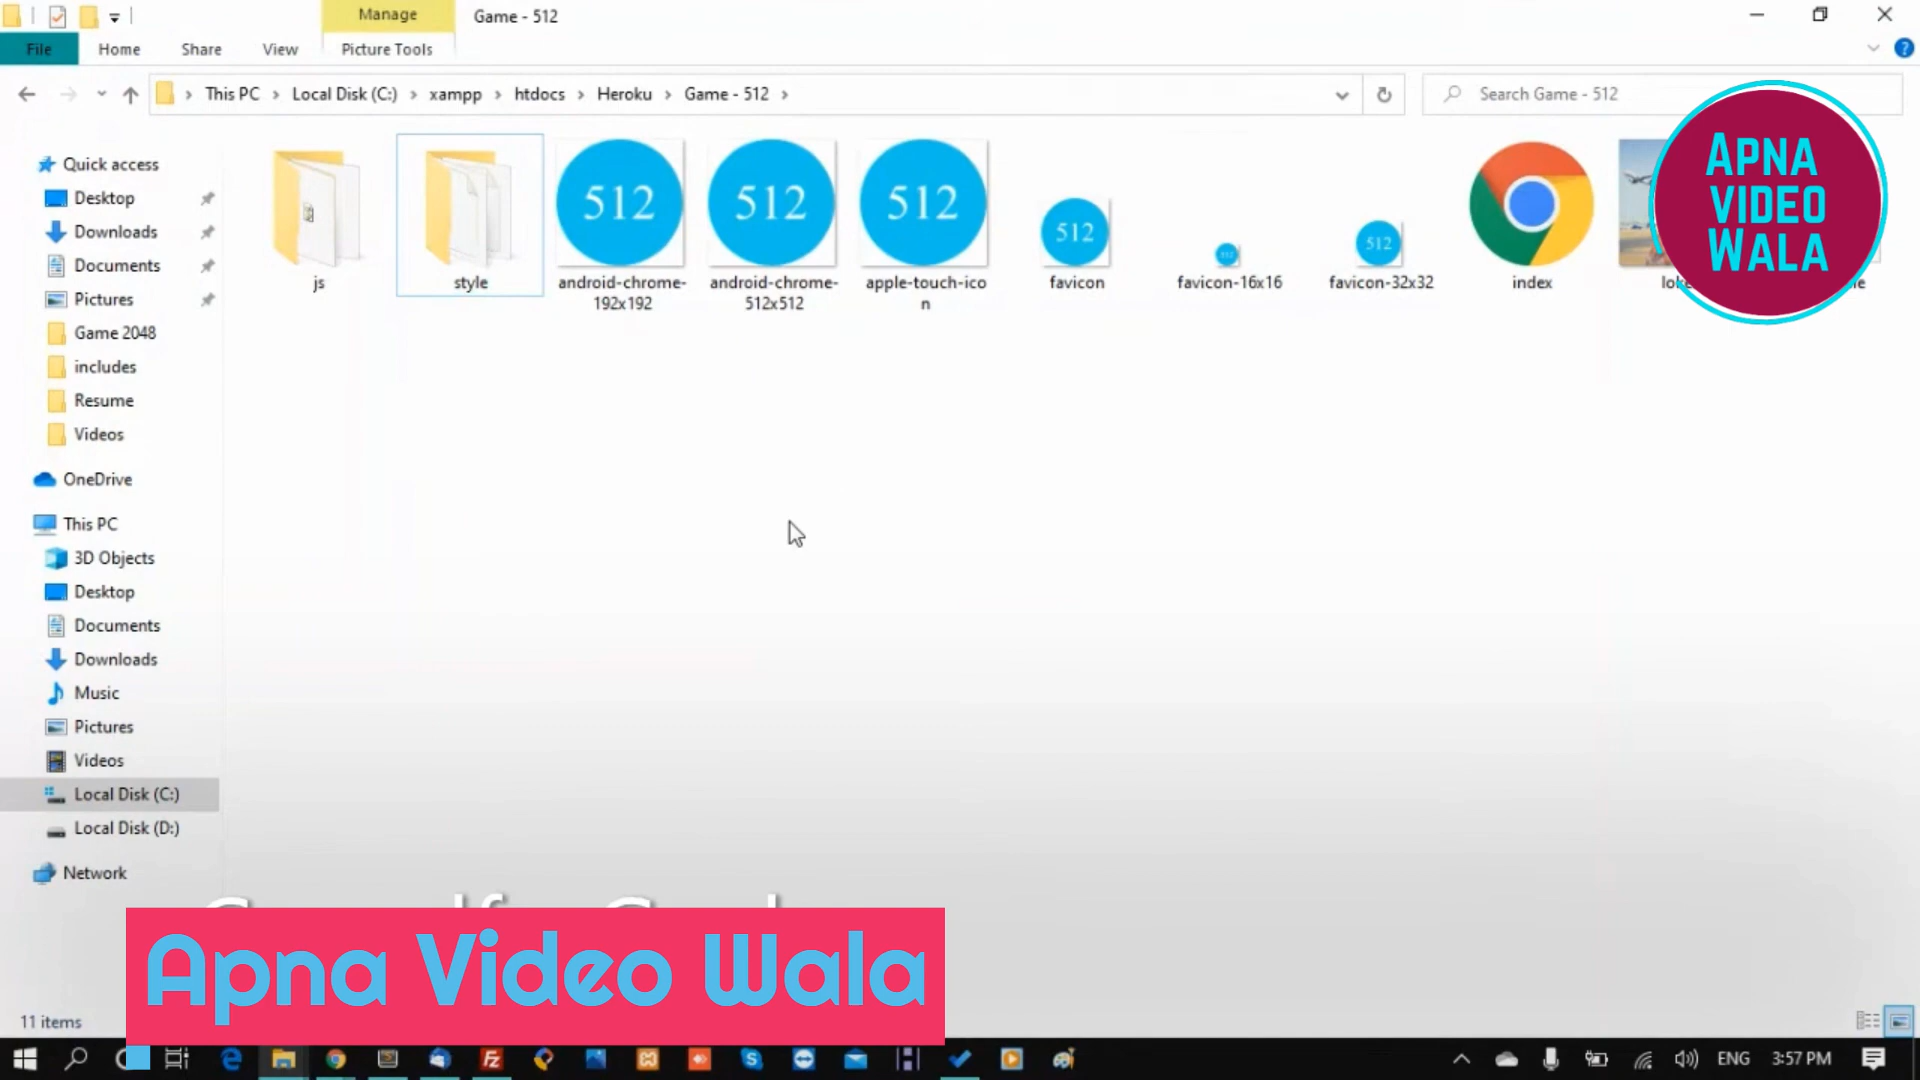 Manage
Game - 512
File
Home
Share
View
Picture Tools
This PC > Local Disk (C:) > xampp > htdocs > Heroku > Game - 512 >
Search Game - 512
APNA
VIDEO
WALA
Quick access
Desktop
Downloads
Documents
Pictures
Game 2048
includes
Resume
Videos
OneDrive
This PC
3D Objects
Desktop
Documents
Downloads
Music
Pictures
Videos
Local Disk (C:)
Local Disk (D:)
Network
512
512
512
512
512
js
style
android-chrome-
192x192
android-chrome-
512x512
apple-touch-ico
n
favicon
favicon-16x16
favicon-32x32
index
Apna Video Wala
11 items
ENG
3:57 PM